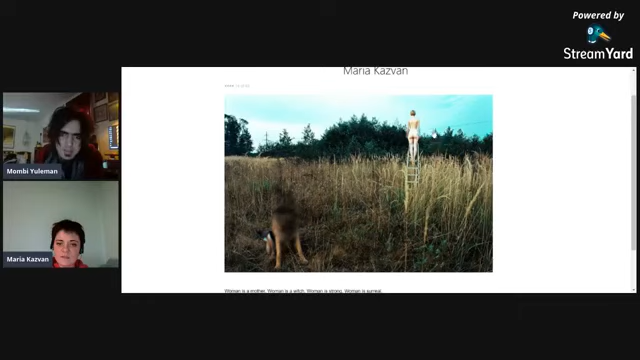 Powered by
StreamYard
Maria Kazvan
Mombi Yuleman
Maria Kazvan
Woman is a mother. Woman is a witch. Woman is strong. Woman is surreal.